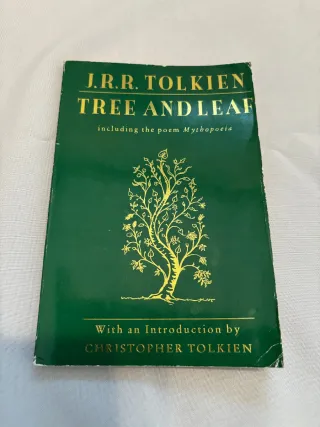 J.R.R. TOLKIEN
TREE AND LEAF
including the poem Mythopoeia
With an Introduction by
CHRISTOPHER TOLKIEN